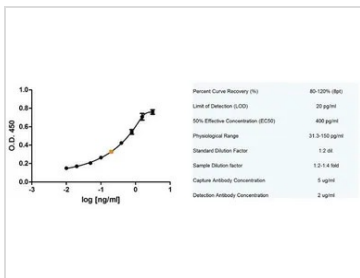 1.0
0.8
0.6
0.4
0.2
0.0
O.D. 450
-3 -2 -1 0 1
log [ng/ml]
Percent Curve Recovery (%) 80-120% (8pt)
Limit of Detection (LOD) 20 pg/ml
50% Effective Concentration (EC50) 400 pg/ml
Physiological Range 31.3-150 pg/ml
Standard Dilution Factor 1:2 dil
Sample Dilution factor 1:2-1:4 fold
Capture Antibody Concentration 5 ug/ml
Detection Antibody Concentration 2 ug/ml